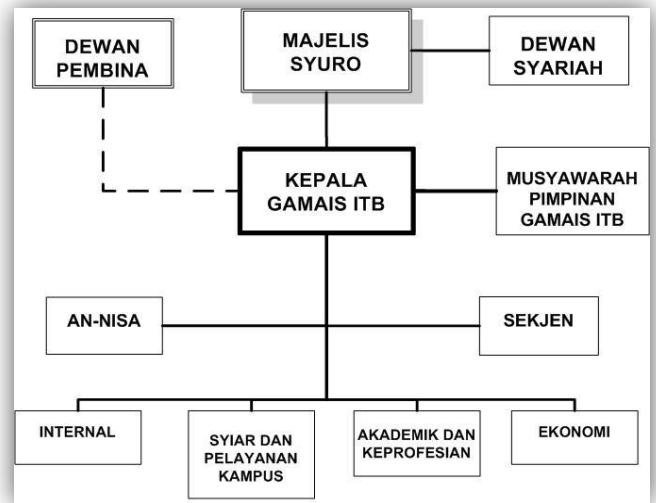 DEWAN
PEMBINA
MAJELIS
SYURO
DEWAN
SYARIAH
KEPALA
GAMAIS ITB
MUSYAWARAH
PIMPINAN
GAMAIS ITB
AN-NISA
SEKJEN
INTERNAL
SYIAR DAN
PELAYANAN
KAMPUS
AKADEMIK DAN
KEPROFESIAN
EKONOMI